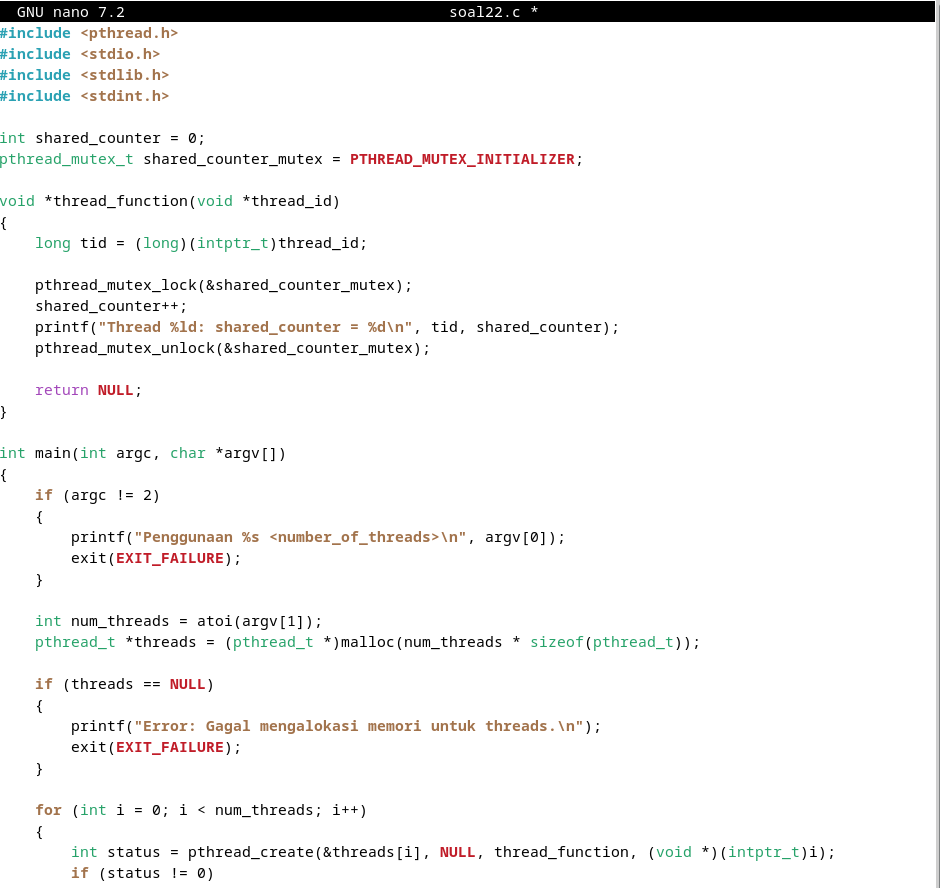 GNU nano 7.2 soal22.c *
#include <pthread.h>
#include <stdio.h>
#include <stdlib.h>
#include <stdint.h>

int shared_counter = 0;
pthread_mutex_t shared_counter_mutex = PTHREAD_MUTEX_INITIALIZER;

void *thread_function(void *thread_id)
{
    long tid = (long)(intptr_t)thread_id;

    pthread_mutex_lock(&shared_counter_mutex);
    shared_counter++;
    printf("Thread %ld: shared_counter = %d\n", tid, shared_counter);
    pthread_mutex_unlock(&shared_counter_mutex);

    return NULL;
}

int main(int argc, char *argv[])
{
    if (argc != 2)
    {
        printf("Penggunaan %s <number_of_threads>\n", argv[0]);
        exit(EXIT_FAILURE);
    }

    int num_threads = atoi(argv[1]);
    pthread_t *threads = (pthread_t *)malloc(num_threads * sizeof(pthread_t));

    if (threads == NULL)
    {
        printf("Error: Gagal mengalokasi memori untuk threads.\n");
        exit(EXIT_FAILURE);
    }

    for (int i = 0; i < num_threads; i++)
    {
        int status = pthread_create(&threads[i], NULL, thread_function, (void *)(intptr_t)i);
        if (status != 0)